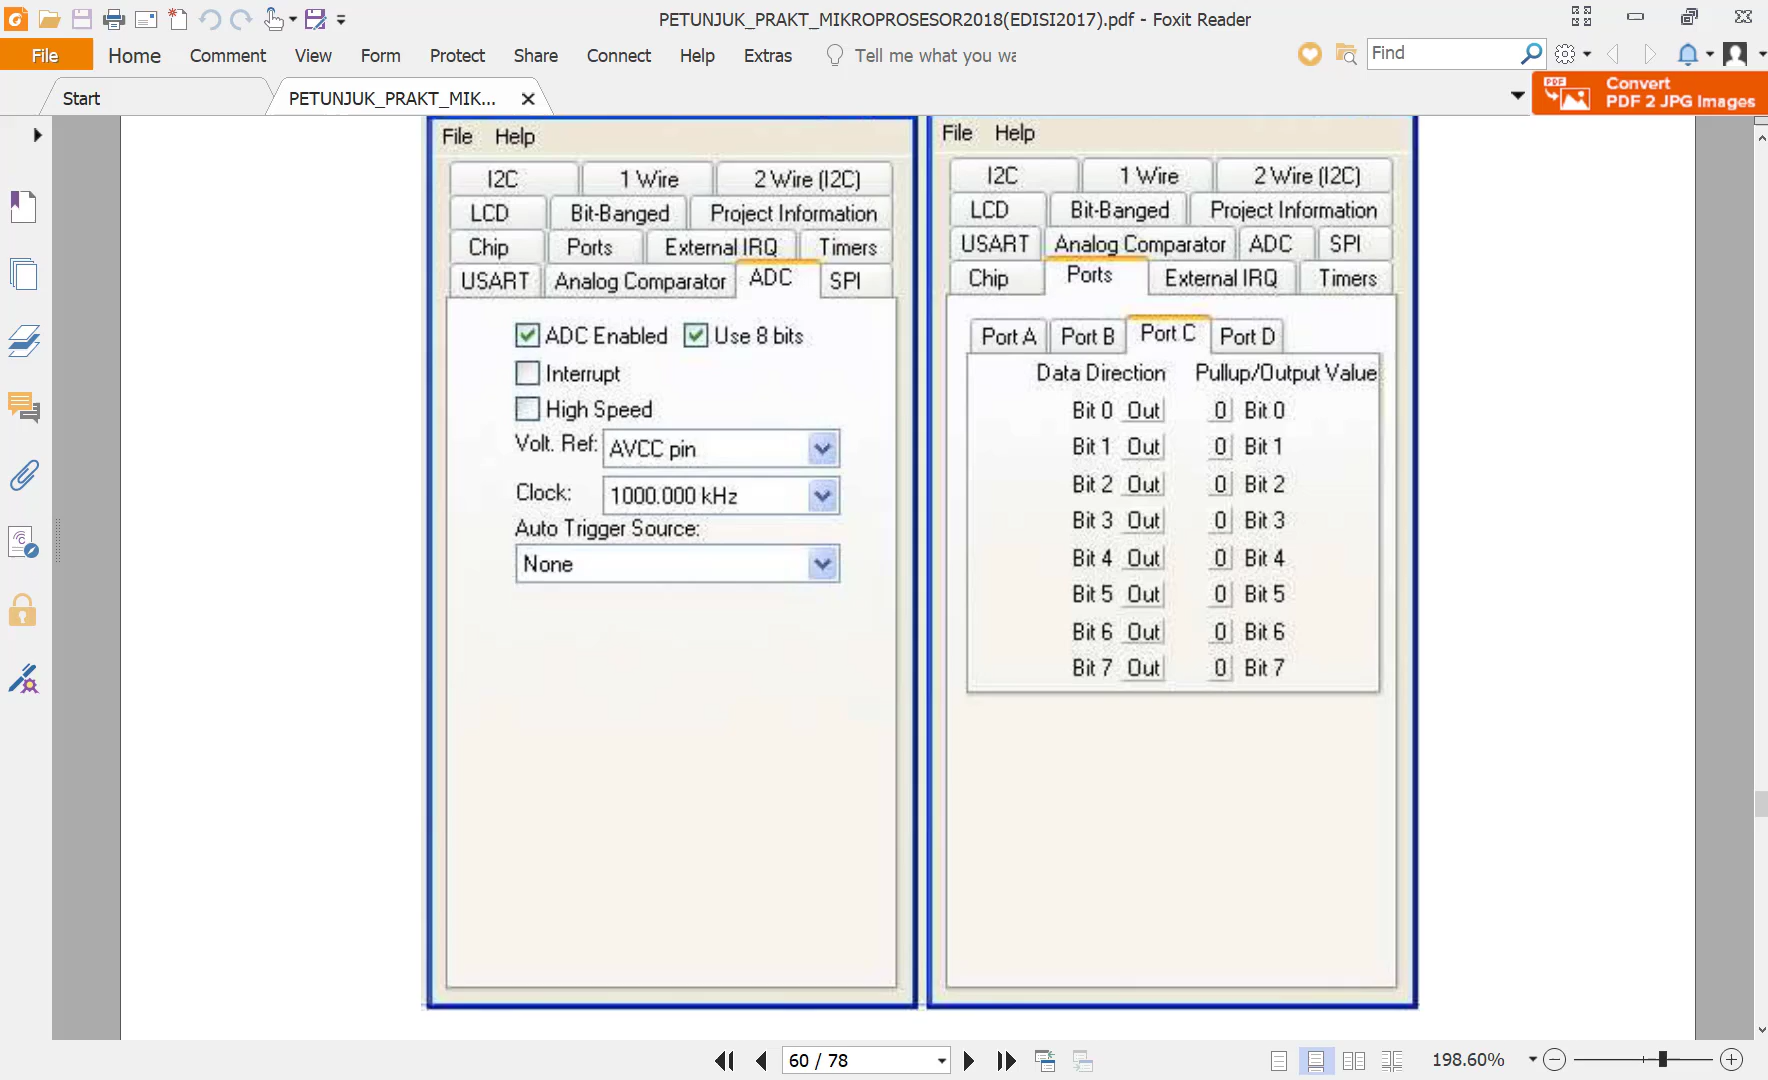 PETUNJUK_PRAKT_MIKROPROSESOR2018(EDISI2017).pdf - Foxit Reader
File Home Comment View Form Protect Share Connect Help Extras Tell me what you wa Find
Start PETUNJUK_PRAKT_MIK...
PDF Convert
PDF 2 JPG Images
File Help
I2C 1 Wire 2 Wire (I2C)
LCD Bit-Banged Project Information
Chip Ports External IRQ Timers
USART Analog Comparator ADC SPI
ADC Enabled Use 8 bits
Interrupt
High Speed
Volt. Ref: AVCC pin
Clock: 1000.000 kHz
Auto Trigger Source:
None
File Help
I2C 1 Wire 2 Wire (I2C)
LCD Bit-Banged Project Information
USART Analog Comparator ADC SPI
Chip Ports External IRQ Timers
Port A Port B Port C Port D
Data Direction Pullup/Output Value
Bit 0 Out 0 Bit 0
Bit 1 Out 0 Bit 1
Bit 2 Out 0 Bit 2
Bit 3 Out 0 Bit 3
Bit 4 Out 0 Bit 4
Bit 5 Out 0 Bit 5
Bit 6 Out 0 Bit 6
Bit 7 Out 0 Bit 7
60 / 78 198.60%